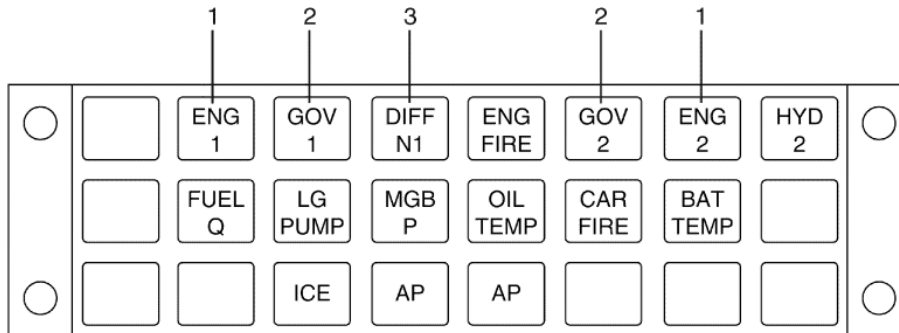 1 2 3 2 1
ENG GOV DIFF ENG GOV ENG HYD
1 1 N1 FIRE 2 2 2
FUEL LG MGB OIL CAR BAT
Q PUMP P TEMP FIRE TEMP
ICE AP AP